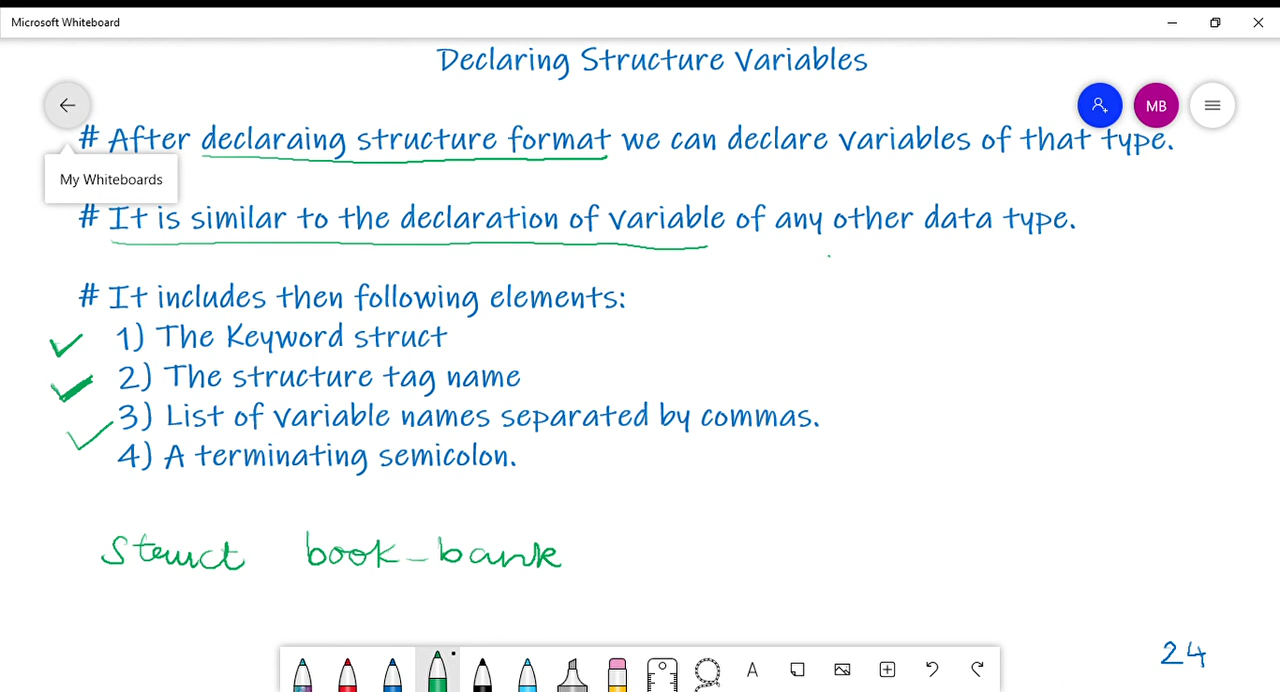 Microsoft Whiteboard
Declaring Structure Variables
MB
# After declaraing structure format we can declare variables of that type.
My Whiteboards
# It is similar to the declaration of variable of any other data type.
# It includes then following elements:
1) The Keyword struct
2) The structure tag name
3) List of variable names separated by commas.
4) A terminating semicolon.
Struct book_bank
24
A